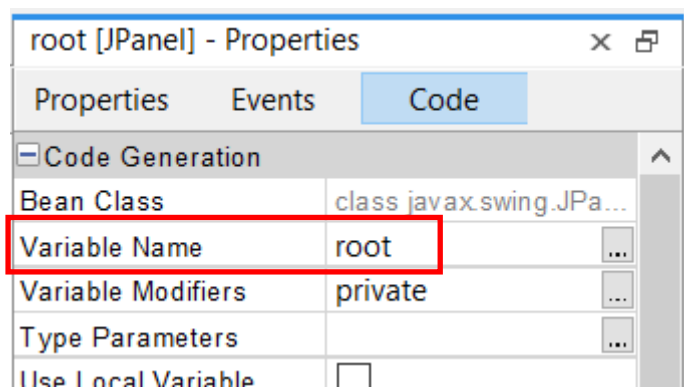 root [JPanel] - Properties
Properties Events Code
Code Generation
Bean Class class javax.swing.JPa...
Variable Name root ...
Variable Modifiers private ...
Type Parameters ...
Use Local Variable